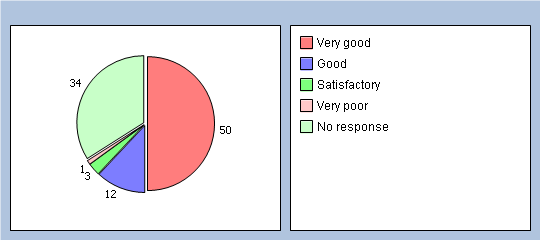 34
50
1
3
12
Very good
Good
Satisfactory
Very poor
No response